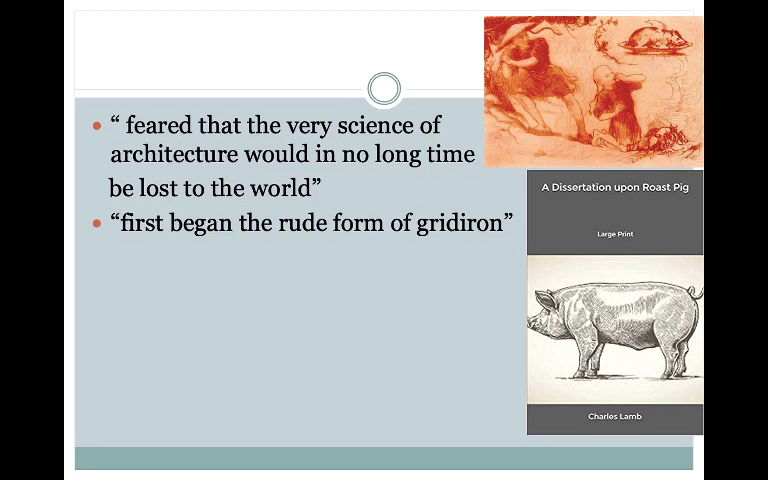 • “ feared that the very science of
architecture would in no long time
be lost to the world”
• “first began the rude form of gridiron”
A Dissertation upon Roast Pig
Large Print
Charles Lamb